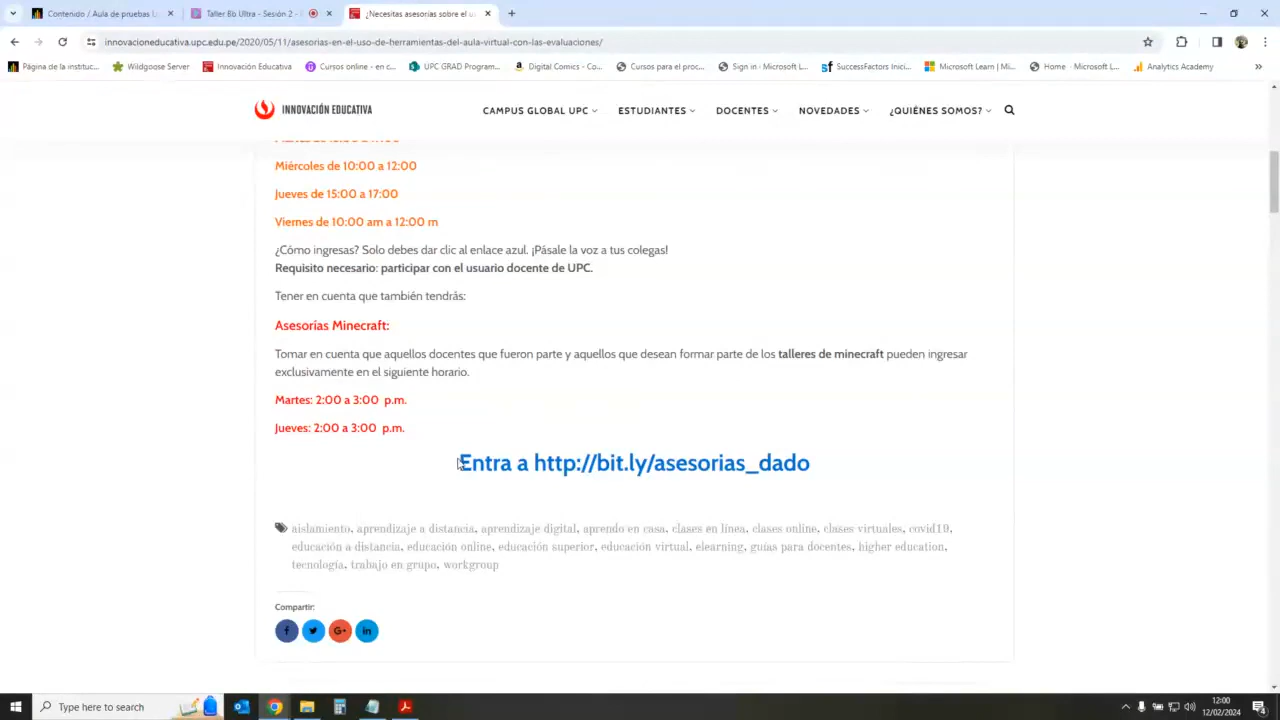 Contenido / Aula de pruebas U
Taller Bb Ultra - Sesión 2 -
¿Necesitas asesorías sobre el u
innovacioneducativa.upc.edu.pe/2020/05/11/asesorias-en-el-uso-de-herramientas-del-aula-virtual-con-las-evaluaciones/
Página de la instituc...
Wildgoose Server
Innovación Educativa
Cursos online - en c...
UPC GRAD Program...
Digital Comics - Co...
Cursos para el proc...
Sign in · Microsoft L...
SuccessFactors Inici...
Microsoft Learn | Mi...
Home · Microsoft L...
Analytics Academy
INNOVACIÓN EDUCATIVA
CAMPUS GLOBAL UPC
ESTUDIANTES
DOCENTES
NOVEDADES
¿QUIÉNES SOMOS?
Miércoles de 10:00 a 12:00
Jueves de 15:00 a 17:00
Viernes de 10:00 am a 12:00 m
¿Cómo ingresas? Solo debes dar clic al enlace azul. ¡Pásale la voz a tus colegas!
Requisito necesario: participar con el usuario docente de UPC.
Tener en cuenta que también tendrás:
Asesorías Minecraft:
Tomar en cuenta que aquellos docentes que fueron parte y aquellos que desean formar parte de los talleres de minecraft pueden ingresar
exclusivamente en el siguiente horario.
Martes: 2:00 a 3:00 p.m.
Jueves: 2:00 a 3:00 p.m.
Entra a http://bit.ly/asesorias_dado
aislamiento, aprendizaje a distancia, aprendizaje digital, aprendo en casa, clases en línea, clases online, clases virtuales, covid19,
educación a distancia, educación online, educación superior, educación virtual, elearning, guías para docentes, higher education,
tecnología, trabajo en grupo, workgroup
Compartir:
Type here to search
12:00
12/02/2024